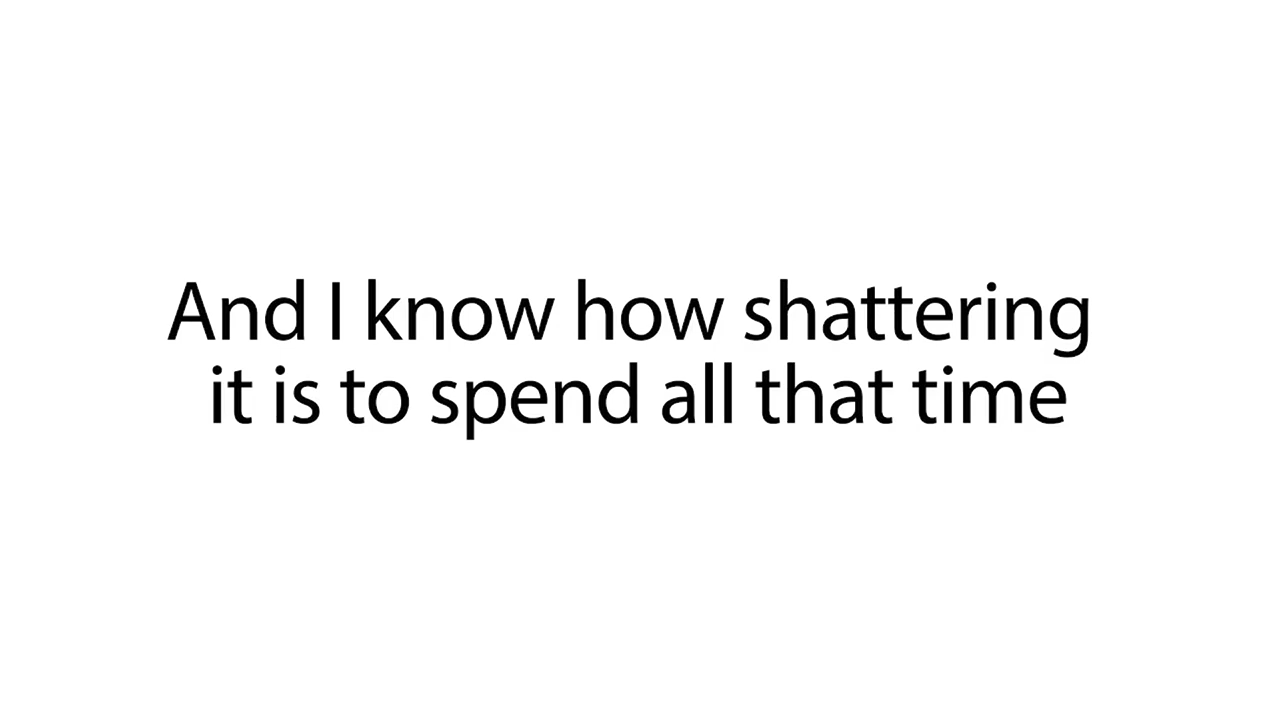 And I know how shattering
it is to spend all that time